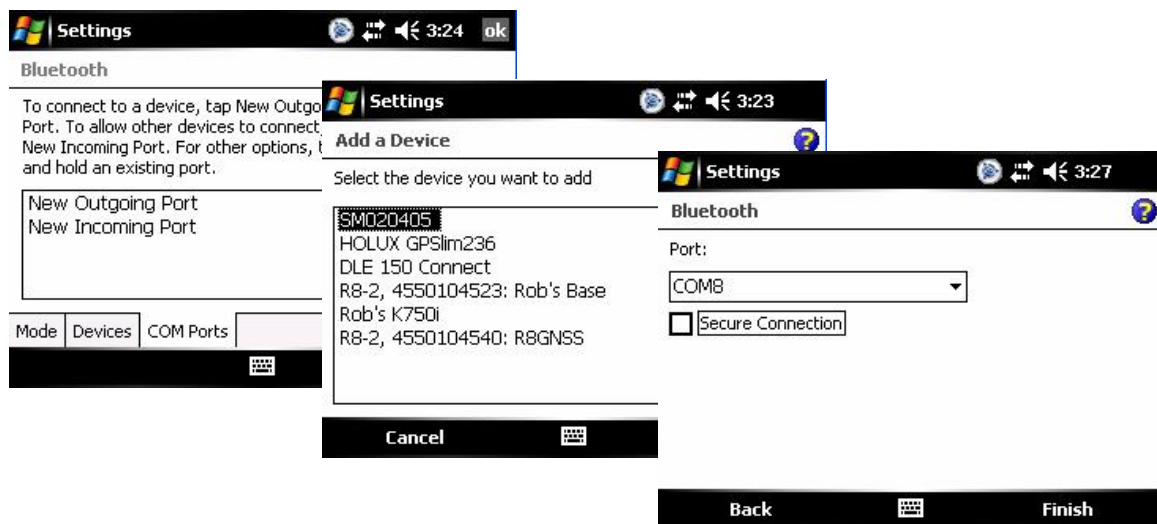 Settings 3:24 ok
Bluetooth
To connect to a device, tap New Outgo
Port. To allow other devices to connect,
New Incoming Port. For other options, t
and hold an existing port.
New Outgoing Port
New Incoming Port
Mode Devices COM Ports
Settings 3:23
Add a Device ?
Select the device you want to add
SM020405
HOLUX GPSlim236
DLE 150 Connect
R8-2, 4550104523: Rob's Base
Rob's K750i
R8-2, 4550104540: R8GNSS
Cancel
Settings 3:27
Bluetooth ?
Port:
COM8
Secure Connection
Back Finish